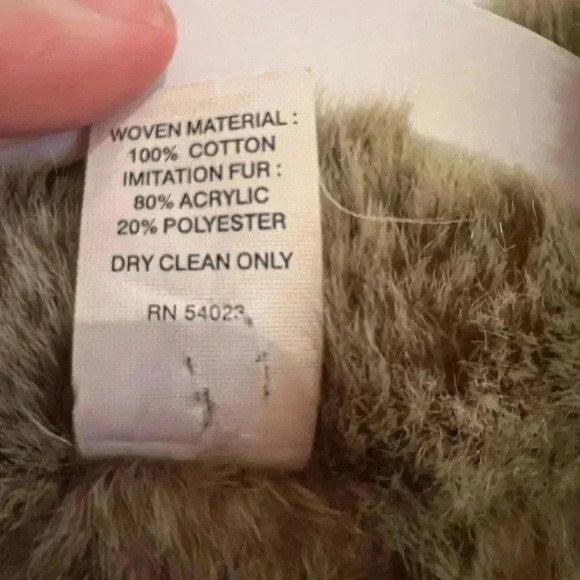 WOVEN MATERIAL :
100% COTTON
IMITATION FUR :
80% ACRYLIC
20% POLYESTER
DRY CLEAN ONLY
RN 54023